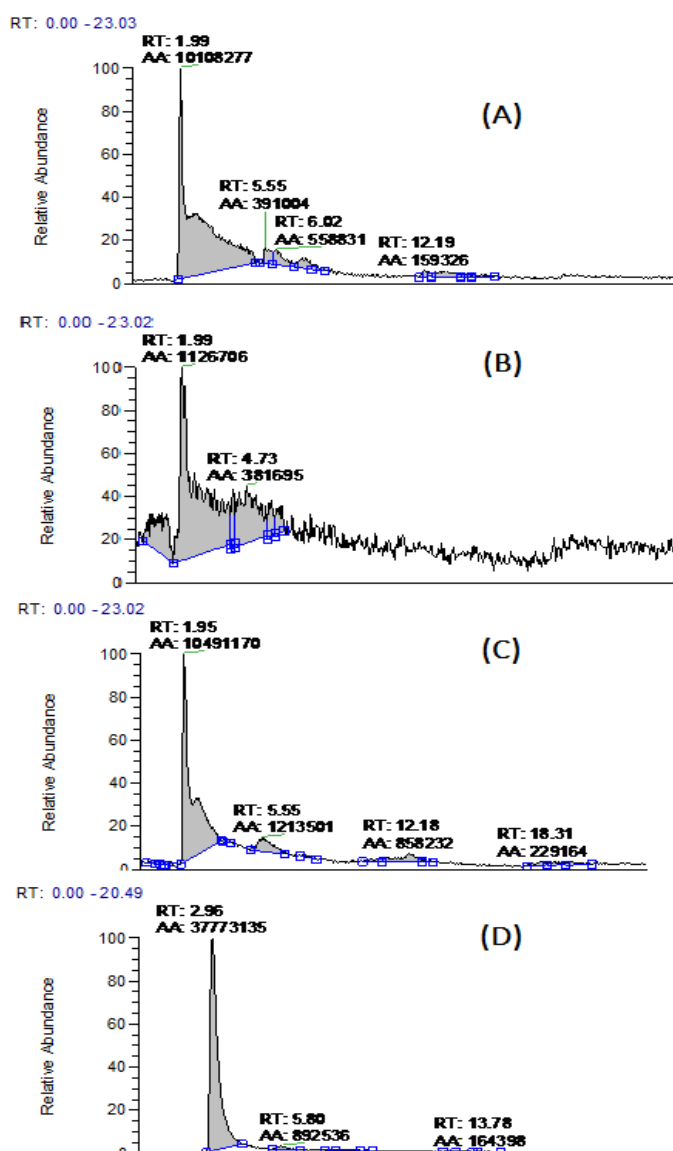 RT: 0.00 - 23.03
RT: 1.99
AA: 10108277
(A)
Relative Abundance
100
80
60
40
20
0
RT: 5.55
AA: 391004
RT: 6.02
AA: 558831
RT: 12.19
AA: 159326
RT: 0.00 - 23.02
RT: 1.99
AA: 1126706
(B)
Relative Abundance
100
80
60
40
20
0
RT: 4.73
AA: 381695
RT: 0.00 - 23.02
RT: 1.95
AA: 10491170
(C)
Relative Abundance
100
80
60
40
20
0
RT: 5.55
AA: 1213501
RT: 12.18
AA: 858232
RT: 18.31
AA: 229164
RT: 0.00 - 20.49
RT: 2.96
AA: 37773135
(D)
Relative Abundance
100
80
60
40
20
0
RT: 5.80
AA: 892536
RT: 13.78
AA: 164398